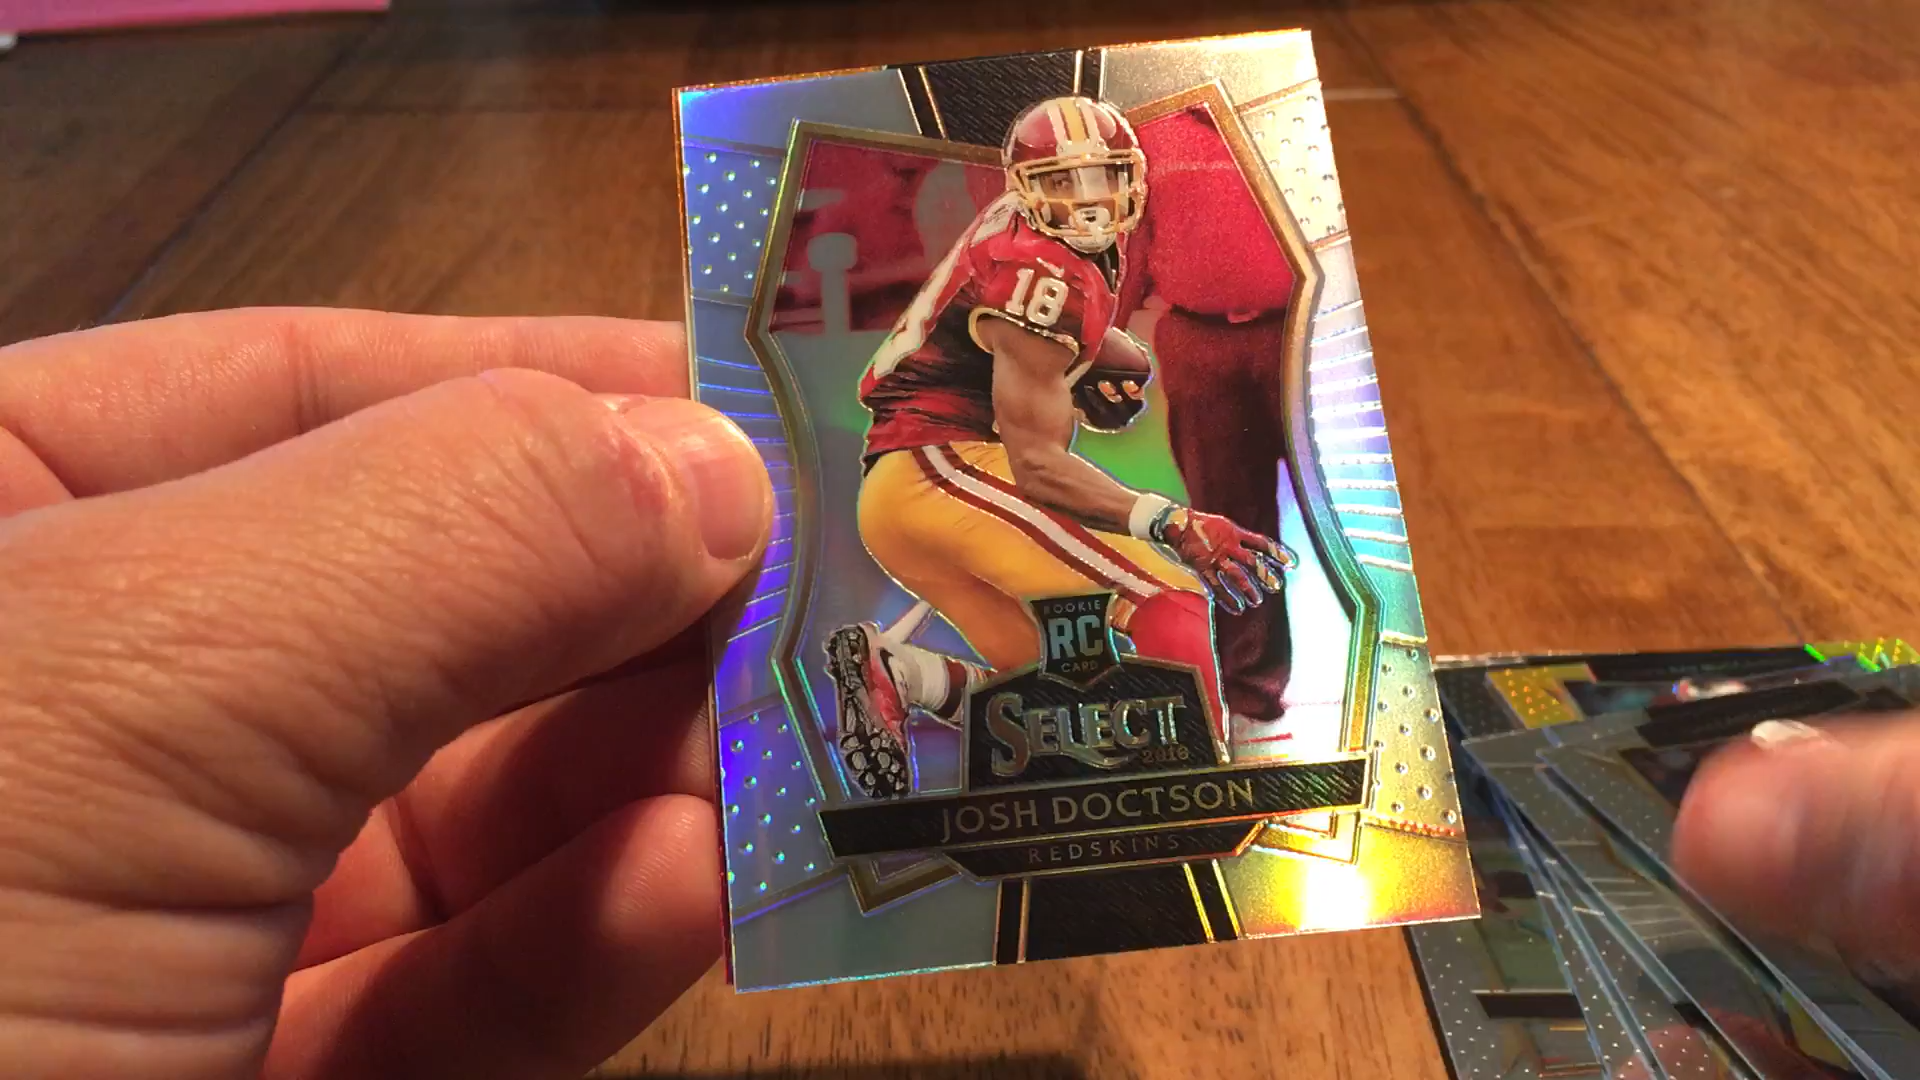 18
ROOKIE
RC
CARD
SELECT
2016
JOSH DOCTSON
REDSKINS